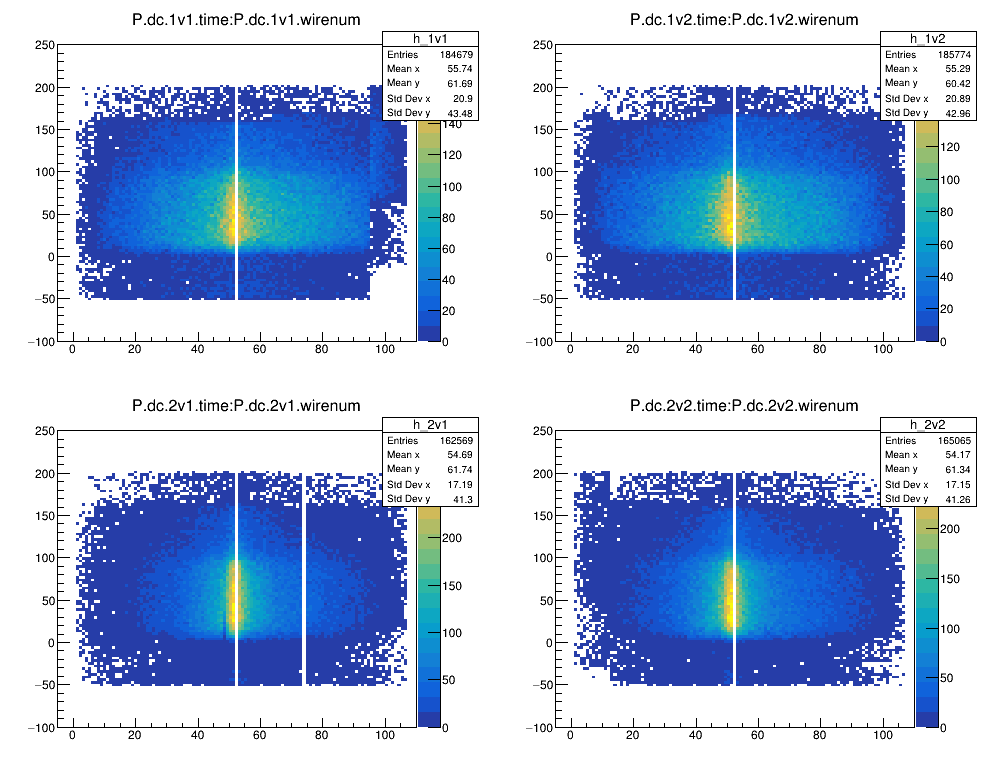 P.dc.1v1.time:P.dc.1v1.wirenum
h_1v1
Entries 184679
Mean x 55.74
Mean y 61.69
Std Dev x 20.9
Std Dev y 43.48
250
200
150
100
50
0
−50
−100
0 20 40 60 80 100
140
120
100
80
60
40
20
0
P.dc.1v2.time:P.dc.1v2.wirenum
h_1v2
Entries 185774
Mean x 55.29
Mean y 60.42
Std Dev x 20.89
Std Dev y 42.96
250
200
150
100
50
0
−50
−100
0 20 40 60 80 100
120
100
80
60
40
20
0
P.dc.2v1.time:P.dc.2v1.wirenum
h_2v1
Entries 162569
Mean x 54.69
Mean y 61.74
Std Dev x 17.19
Std Dev y 41.3
250
200
150
100
50
0
−50
−100
0 20 40 60 80 100
200
150
100
50
0
P.dc.2v2.time:P.dc.2v2.wirenum
h_2v2
Entries 165065
Mean x 54.17
Mean y 61.34
Std Dev x 17.15
Std Dev y 41.26
250
200
150
100
50
0
−50
−100
0 20 40 60 80 100
200
150
100
50
0